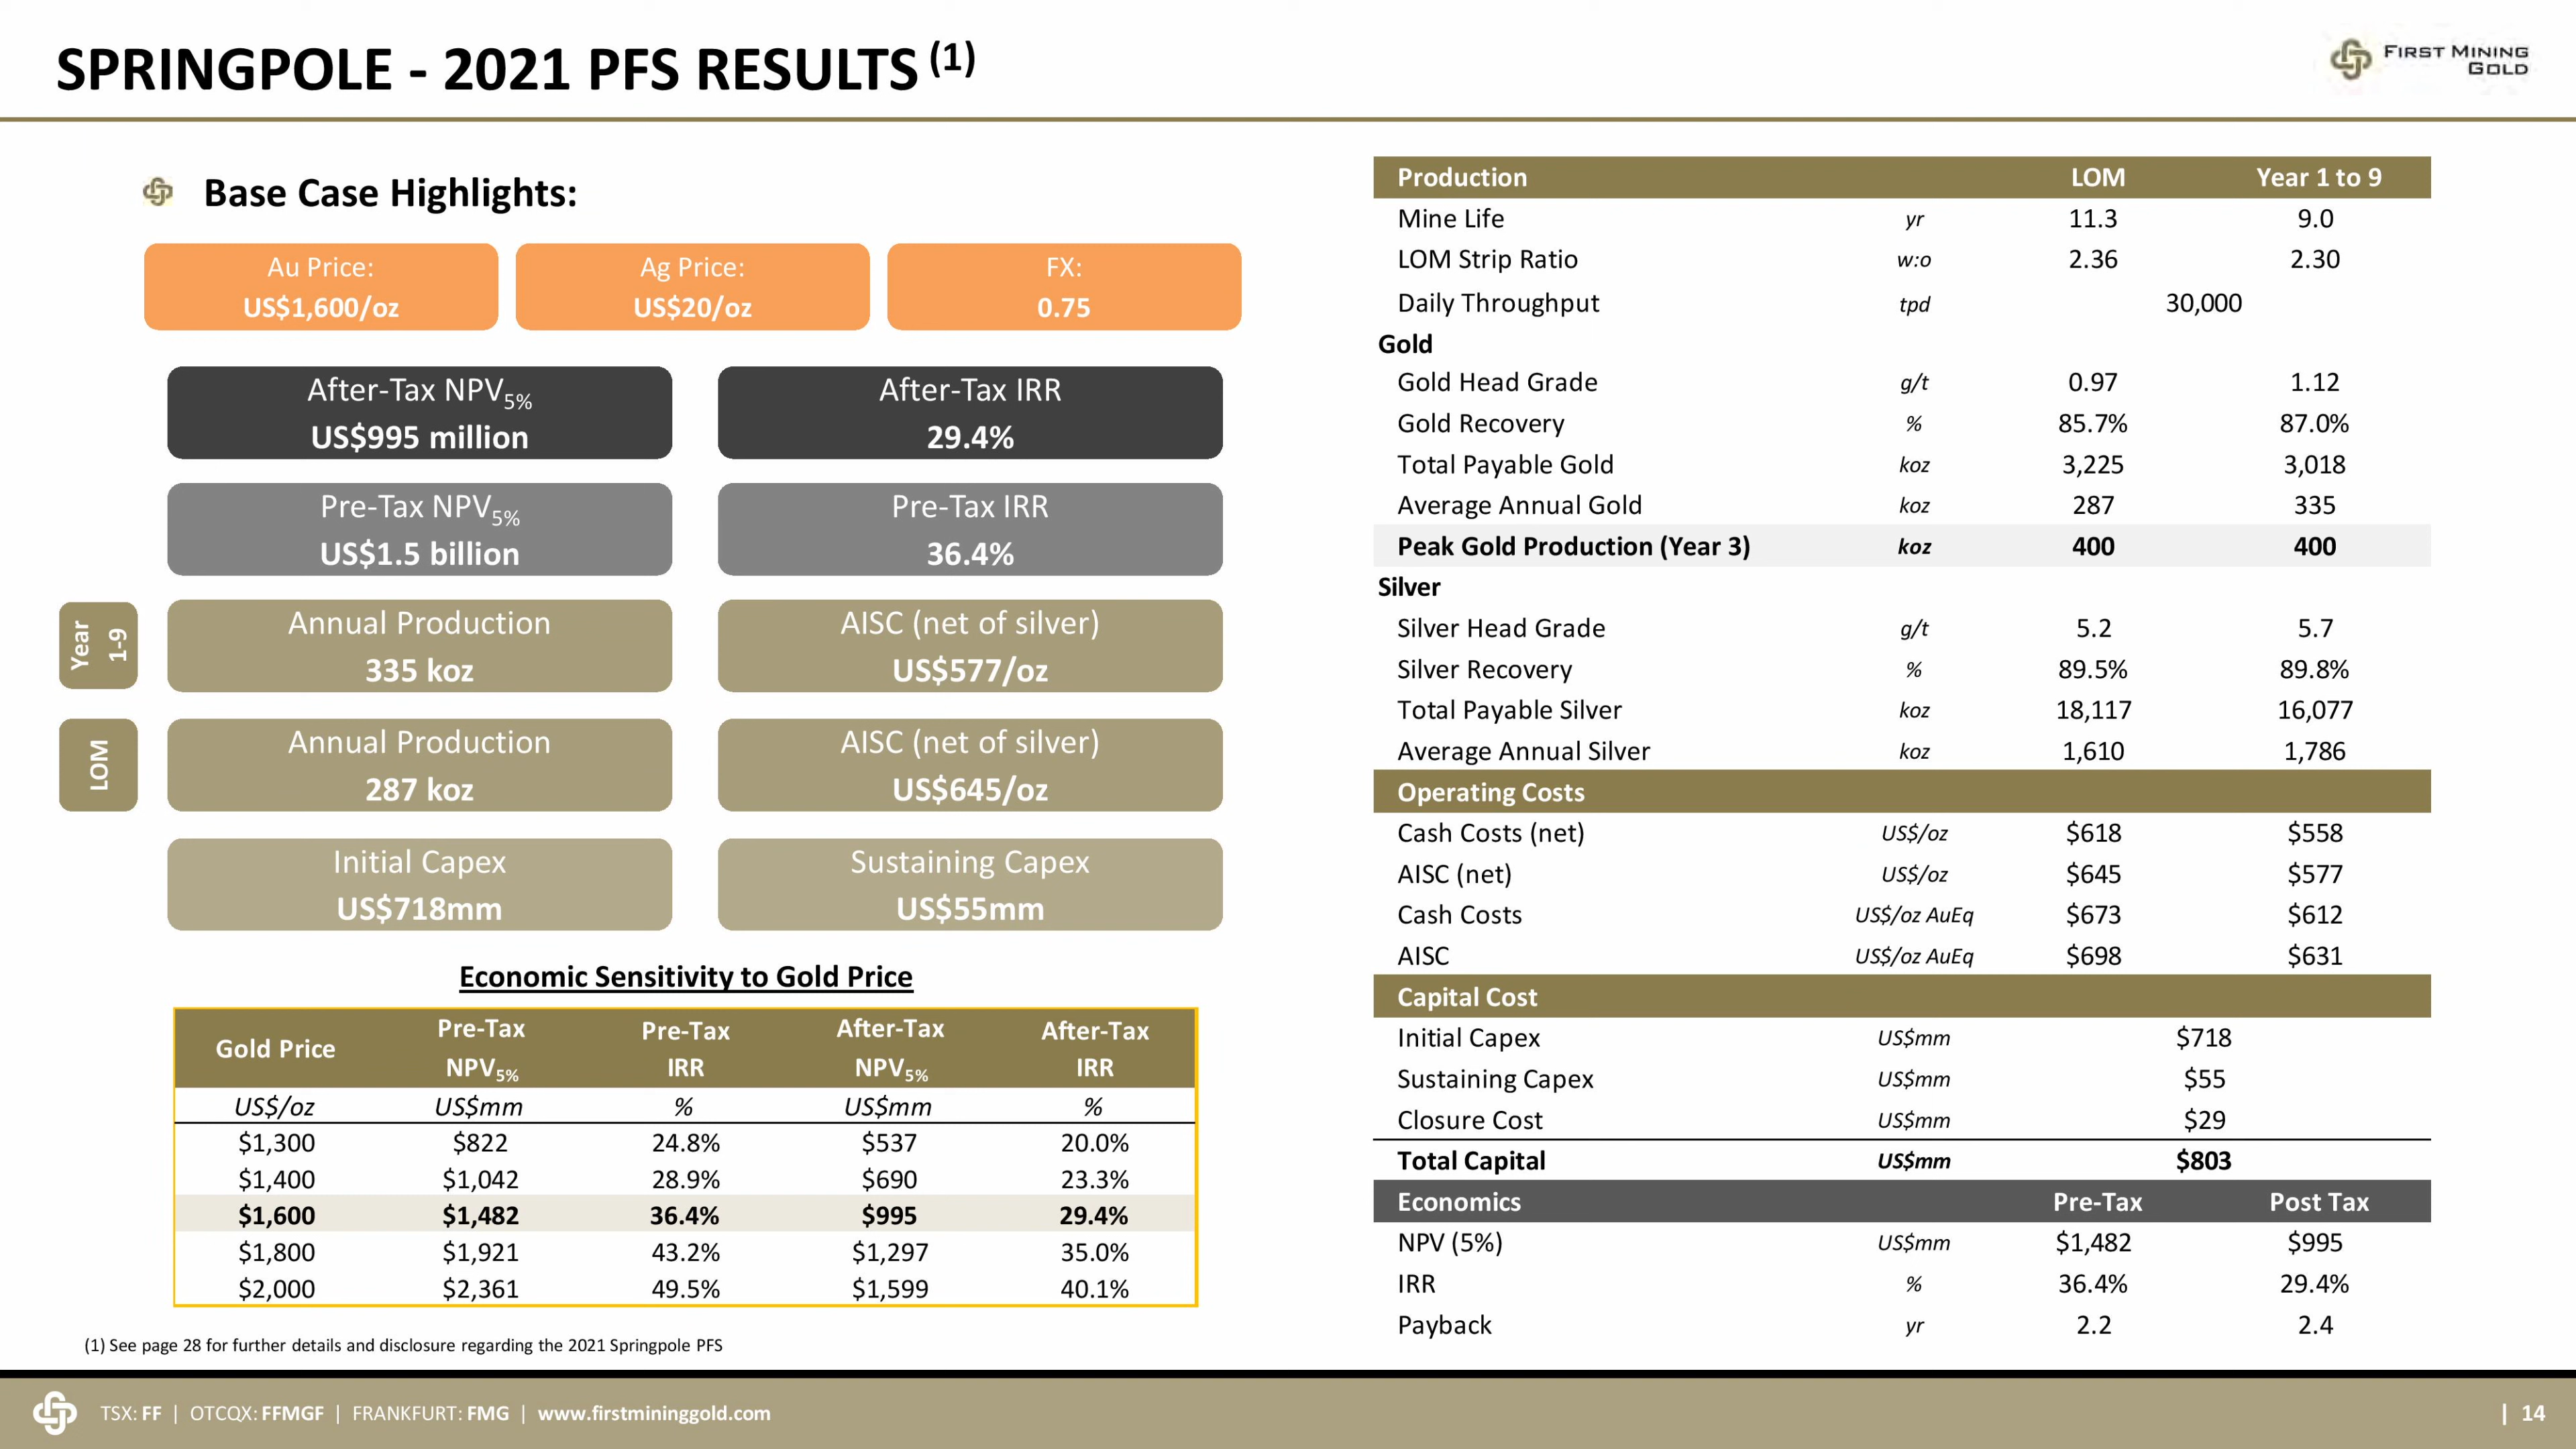 SPRINGPOLE - 2021 PFS RESULTS (1)
FIRST MINING
GOLD
Base Case Highlights:
Au Price:
US$1,600/oz
Ag Price:
US$20/oz
FX:
0.75
After-Tax NPV5%
US$995 million
After-Tax IRR
29.4%
Pre-Tax NPV5%
US$1.5 billion
Pre-Tax IRR
36.4%
Year
1-9
Annual Production
335 koz
AISC (net of silver)
US$577/oz
LOM
Annual Production
287 koz
AISC (net of silver)
US$645/oz
Initial Capex
US$718mm
Sustaining Capex
US$55mm
Economic Sensitivity to Gold Price
Gold Price Pre-Tax NPV5% Pre-Tax IRR After-Tax NPV5% After-Tax IRR
US$/oz US$mm % US$mm %
$1,300 $822 24.8% $537 20.0%
$1,400 $1,042 28.9% $690 23.3%
$1,600 $1,482 36.4% $995 29.4%
$1,800 $1,921 43.2% $1,297 35.0%
$2,000 $2,361 49.5% $1,599 40.1%
(1) See page 28 for further details and disclosure regarding the 2021 Springpole PFS
Production LOM Year 1 to 9
Mine Life yr 11.3 9.0
LOM Strip Ratio w:o 2.36 2.30
Daily Throughput tpd 30,000
Gold
Gold Head Grade g/t 0.97 1.12
Gold Recovery % 85.7% 87.0%
Total Payable Gold koz 3,225 3,018
Average Annual Gold koz 287 335
Peak Gold Production (Year 3) koz 400 400
Silver
Silver Head Grade g/t 5.2 5.7
Silver Recovery % 89.5% 89.8%
Total Payable Silver koz 18,117 16,077
Average Annual Silver koz 1,610 1,786
Operating Costs
Cash Costs (net) US$/oz $618 $558
AISC (net) US$/oz $645 $577
Cash Costs US$/oz AuEq $673 $612
AISC US$/oz AuEq $698 $631
Capital Cost
Initial Capex US$mm $718
Sustaining Capex US$mm $55
Closure Cost US$mm $29
Total Capital US$mm $803
Economics Pre-Tax Post Tax
NPV (5%) US$mm $1,482 $995
IRR % 36.4% 29.4%
Payback yr 2.2 2.4
TSX: FF | OTCQX: FFMGF | FRANKFURT: FMG | www.firstmininggold.com
| 14